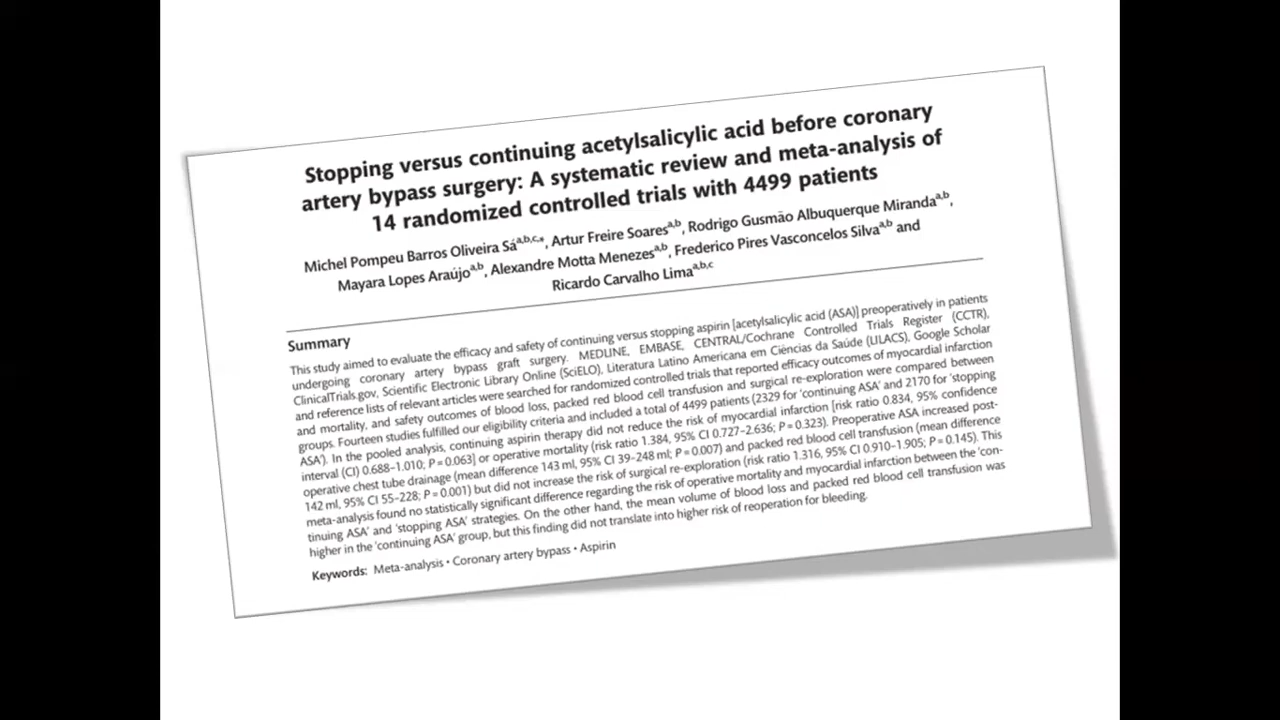 Stopping versus continuing acetylsalicylic acid before coronary
artery bypass surgery: A systematic review and meta-analysis of
14 randomized controlled trials with 4499 patients
Michel Pompeu Barros Oliveira Sáa,b,c,*, Artur Freire Soaresa,b, Rodrigo Gusmão Albuquerque Mirandaa,b,
Mayara Lopes Araújoa,b, Alexandre Motta Menezesa,b, Frederico Pires Vasconcelos Silvaa,b and
Ricardo Carvalho Limaa,b,c
Summary
This study aimed to evaluate the efficacy and safety of continuing versus stopping aspirin [acetylsalicylic acid (ASA)] preoperatively in patients
undergoing coronary artery bypass graft surgery. MEDLINE, EMBASE, CENTRAL/Cochrane Controlled Trials Register (CCTR),
ClinicalTrials.gov, Scientific Electronic Library Online (SciELO), Literatura Latino Americana em Ciências da Saúde (LILACS), Google Scholar
and reference lists of relevant articles were searched for randomized controlled trials that reported efficacy outcomes of myocardial infarction
and mortality, and safety outcomes of blood loss, packed red blood cell transfusion and surgical re-exploration were compared between
groups. Fourteen studies fulfilled our eligibility criteria and included a total of 4499 patients (2329 for 'continuing ASA' and 2170 for 'stopping
ASA'). In the pooled analysis, continuing aspirin therapy did not reduce the risk of myocardial infarction [risk ratio 0.834, 95% confidence
interval (CI) 0.688–1.010; P = 0.063] or operative mortality (risk ratio 1.384, 95% CI 0.727–2.636; P = 0.323). Preoperative ASA increased post-
operative chest tube drainage (mean difference 143 ml, 95% CI 39–248 ml; P = 0.007) and packed red blood cell transfusion (mean difference
142 ml, 95% CI 55–228; P = 0.001) but did not increase the risk of surgical re-exploration (risk ratio 1.316, 95% CI 0.910–1.905; P = 0.145). This
meta-analysis found no statistically significant difference regarding the risk of operative mortality and myocardial infarction between the 'con-
tinuing ASA' and 'stopping ASA' strategies. On the other hand, the mean volume of blood loss and packed red blood cell transfusion was
higher in the 'continuing ASA' group, but this finding did not translate into higher risk of reoperation for bleeding.
Keywords: Meta-analysis • Coronary artery bypass • Aspirin